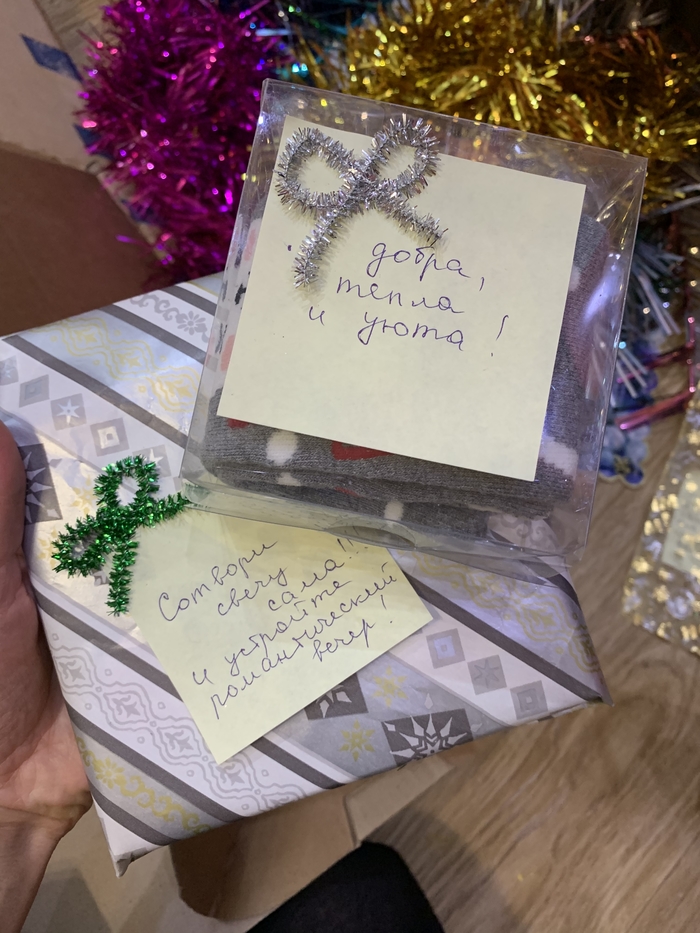 добра,
тепла
и уюта!
Сотвори
свечу
сама!!
и устройте
романтический
вечер!